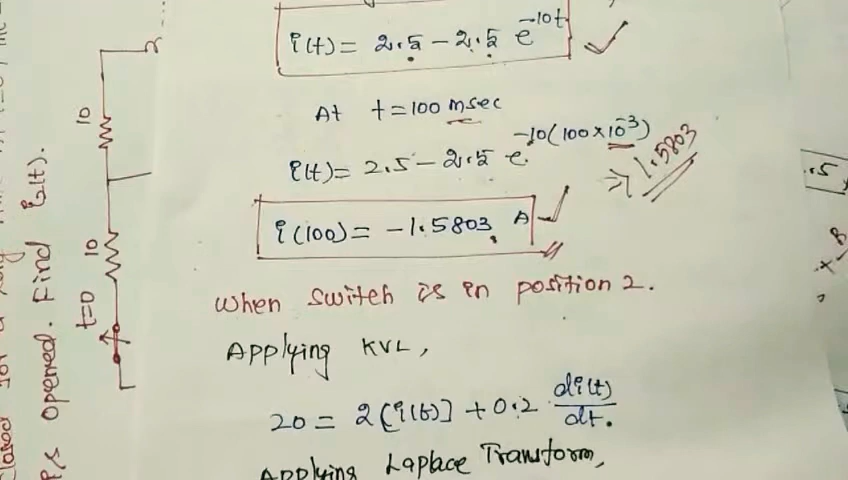 i(t) = 2.5 - 2.5 e^-10t
At t = 100 msec
i(t) = 2.5 - 2.5 e^-10(100×10^-3)
⇒ 1.5803
i(100) = -1.5803 A
When switch is in position 2.
Applying KVL,
20 = 2[i(t)] + 0.2 di(t)/dt.
Applying Laplace Transform,
10
10
t=0
opened. Find i(t).
.5
8
x